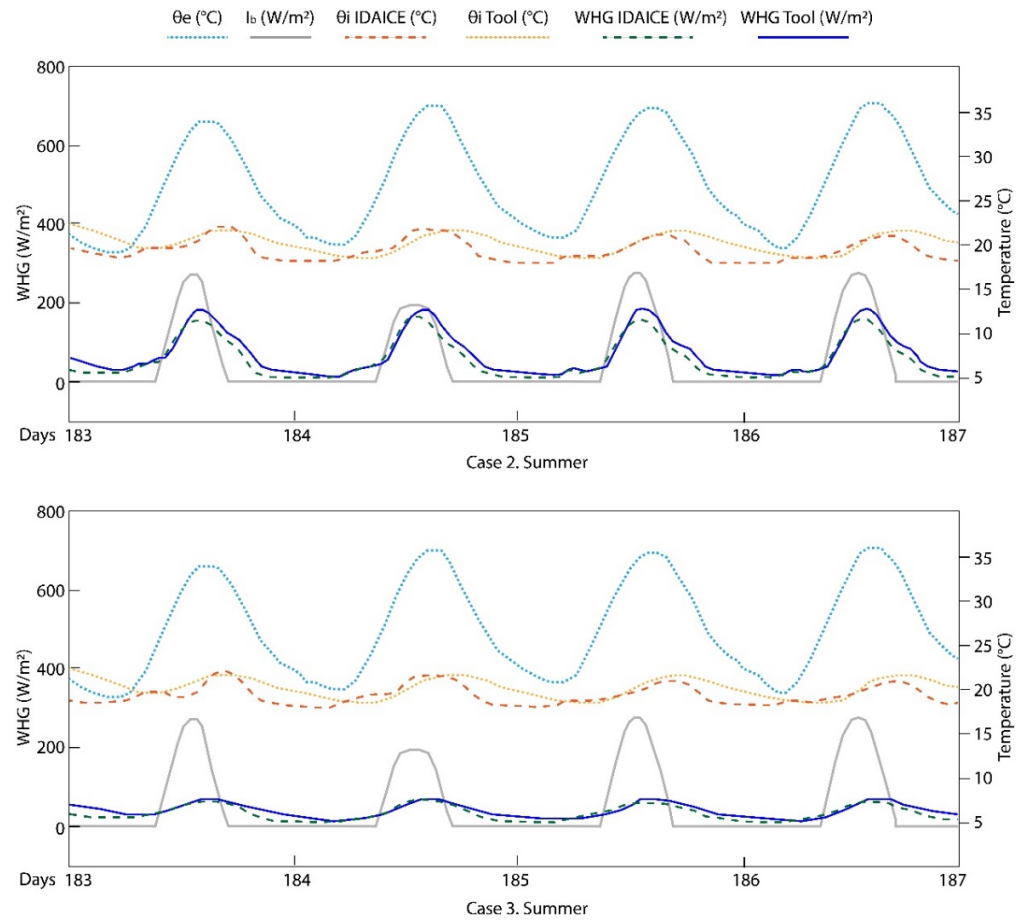 θe (°C) Ib (W/m²) θi IDAICE (°C) θi Tool (°C) WHG IDAICE (W/m²) WHG Tool (W/m²)
800
600
400
200
0
WHG (W/m²)
35
30
25
20
15
10
5
Temperature (°C)
Days 183 184 185 186 187
Case 2. Summer
800
600
400
200
0
WHG (W/m²)
35
30
25
20
15
10
5
Temperature (°C)
Days 183 184 185 186 187
Case 3. Summer